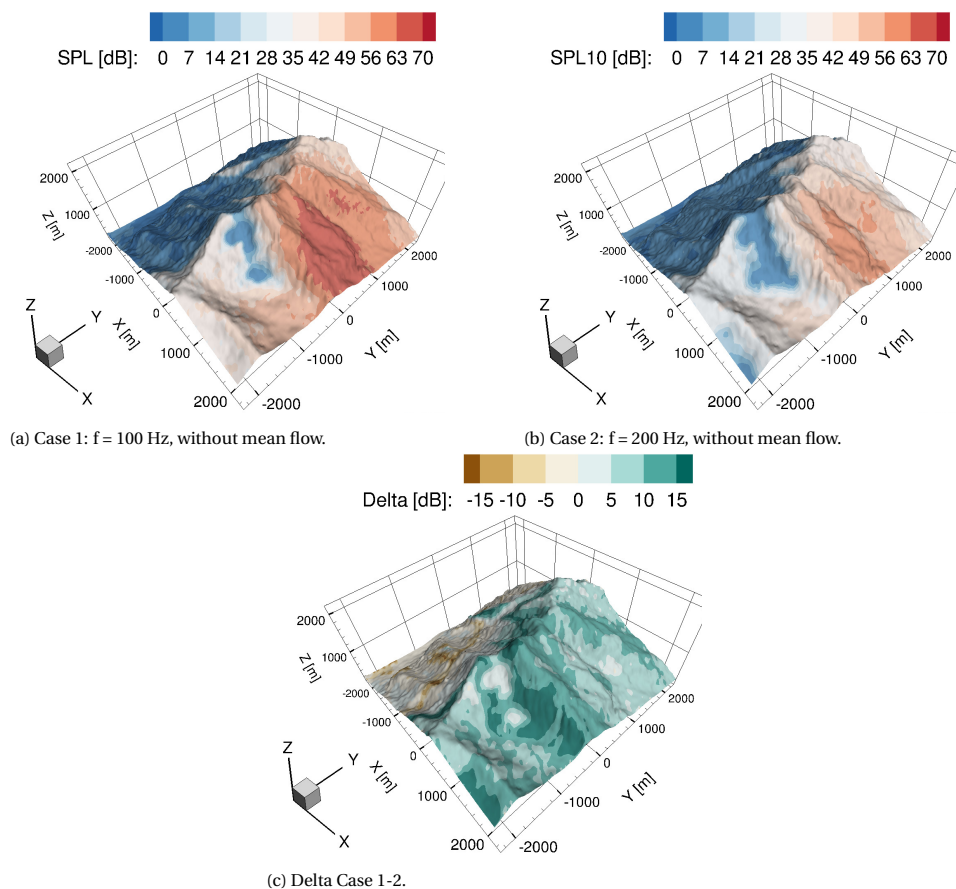 SPL [dB]: 0 7 14 21 28 35 42 49 56 63 70
2000
1000
Z [m]
-2000
-1000
0
X [m]
1000
2000
-2000
-1000
0
Y [m]
1000
2000
Z
Y
X
(a) Case 1: f = 100 Hz, without mean flow.
SPL10 [dB]: 0 7 14 21 28 35 42 49 56 63 70
2000
1000
Z [m]
-2000
-1000
0
X [m]
1000
2000
-2000
-1000
0
Y [m]
1000
2000
Z
Y
X
(b) Case 2: f = 200 Hz, without mean flow.
Delta [dB]: -15 -10 -5 0 5 10 15
2000
1000
Z [m]
-2000
-1000
0
X [m]
1000
2000
-2000
-1000
0
Y [m]
1000
2000
Z
Y
X
(c) Delta Case 1-2.